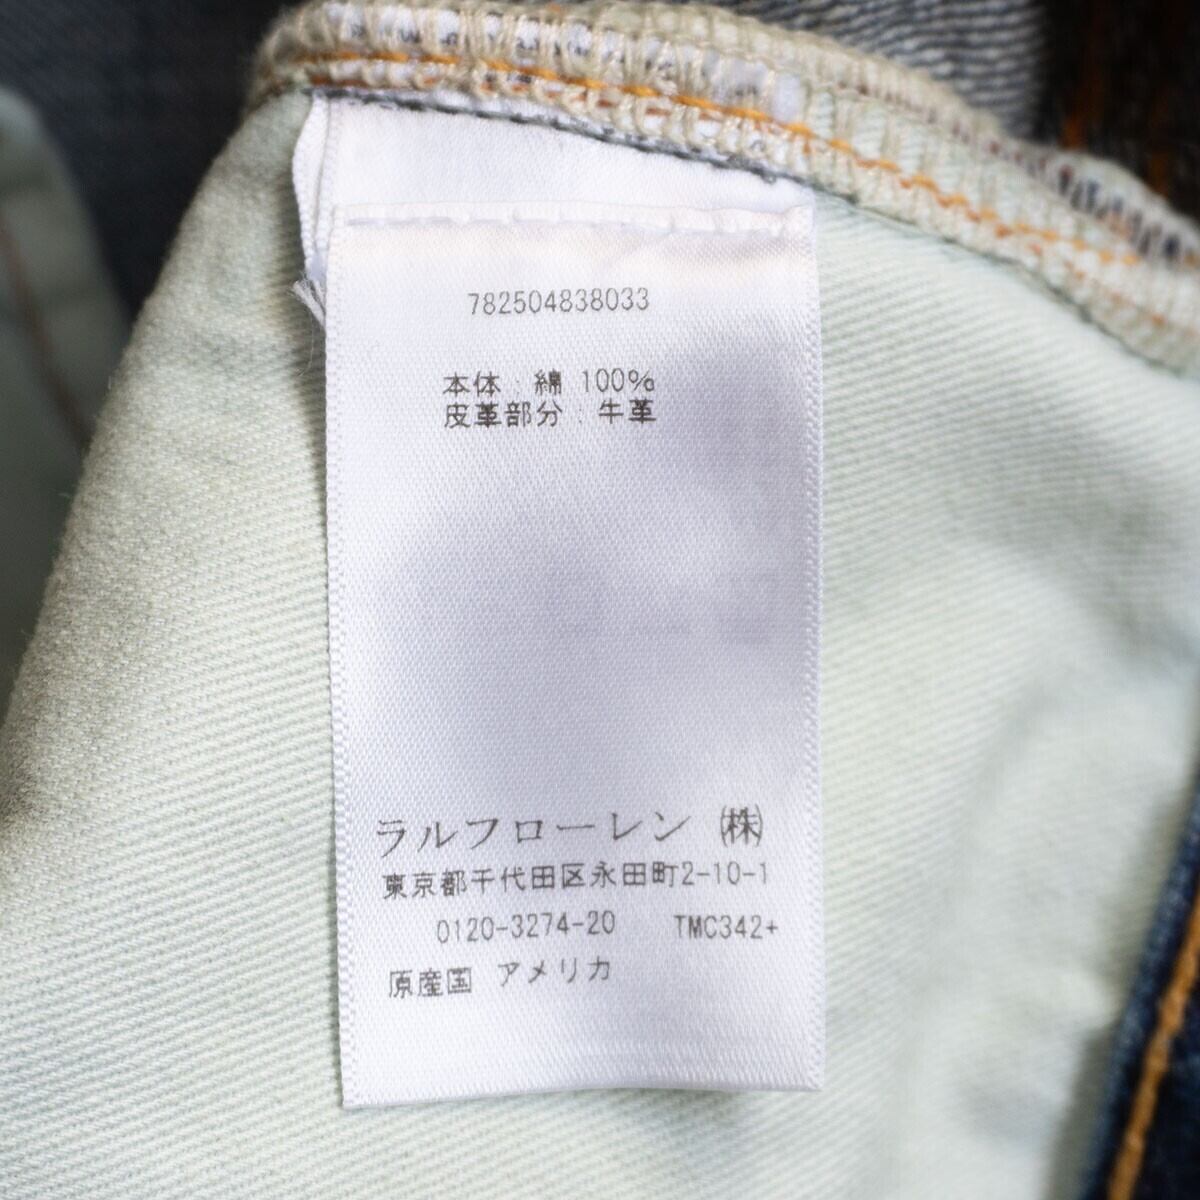 782504838033
本体 : 綿 100%
皮革部分 : 牛革
ラルフローレン ㈱
東京都千代田区永田町2-10-1
0120-3274-20 TMC342+
原産国 アメリカ